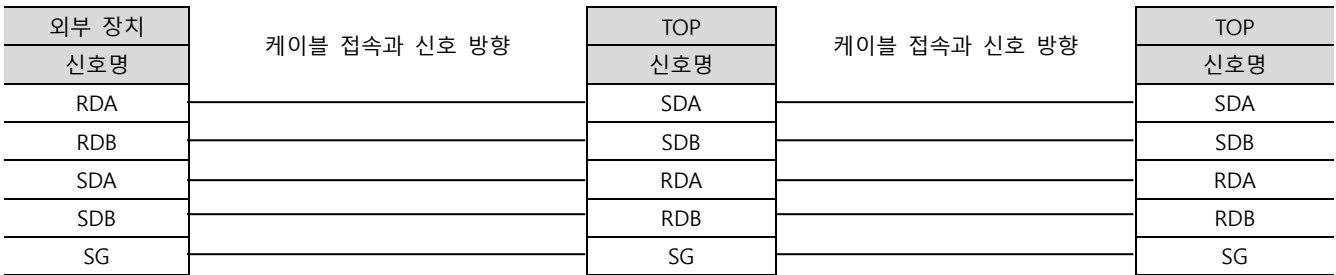 외부 장치 케이블 접속과 신호 방향 TOP 케이블 접속과 신호 방향 TOP
신호명 신호명 신호명
RDA SDA SDA
RDB SDB SDB
SDA RDA RDA
SDB RDB RDB
SG SG SG